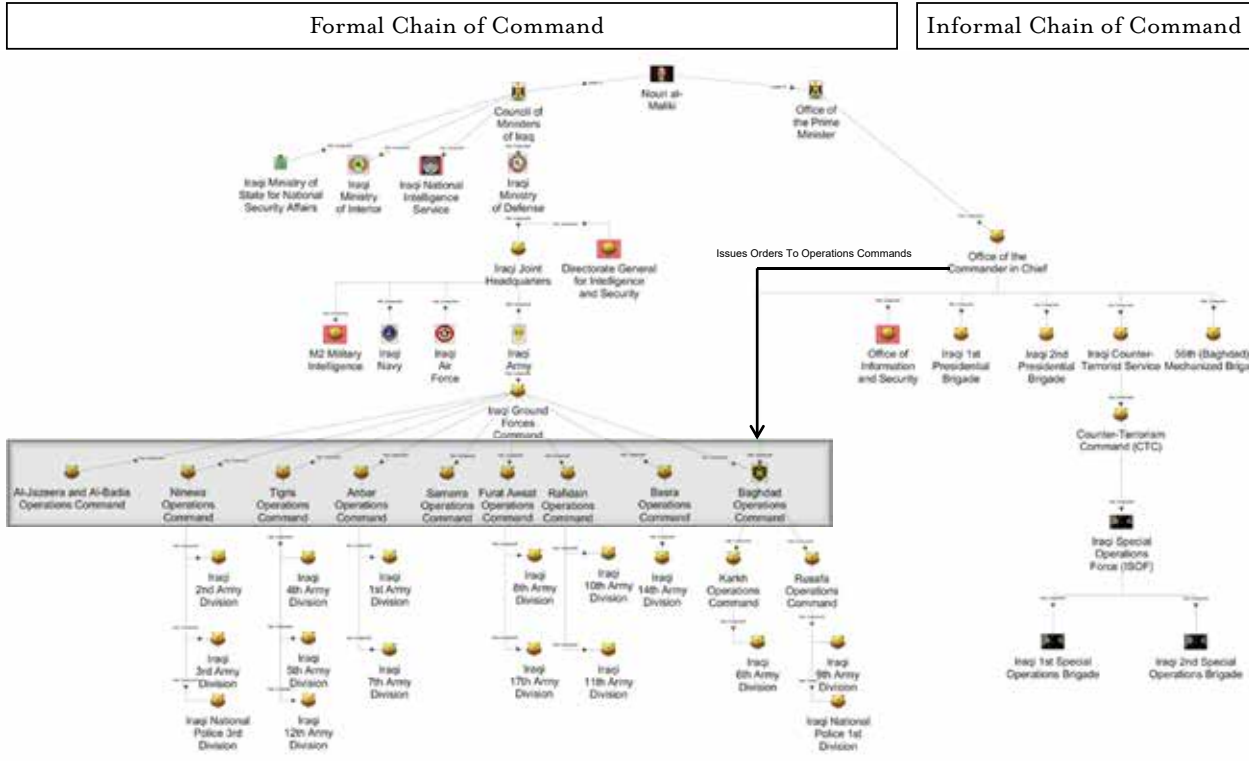 Formal Chain of Command
Informal Chain of Command
Nouri al-
Maliki
Council of
Ministers
of Iraq
Office of
the Prime
Minister
Iraqi Ministry of
State for National
Security Affairs
Iraqi
Ministry
of Interior
Iraqi National
Intelligence
Service
Iraqi
Ministry
of Defense
Iraqi Joint
Headquarters
Directorate General
for Intelligence
and Security
Issues Orders To Operations Commands
Office of the
Commander in Chief
M2 Military
Intelligence
Iraqi
Navy
Iraqi
Air
Force
Iraqi
Army
Office of
Information
and Security
Iraqi 1st
Presidential
Brigade
Iraqi 2nd
Presidential
Brigade
Iraqi Counter-
Terrorist Service
56th (Baghdad)
Mechanized Briga
Iraqi Ground
Forces
Command
Counter-Terrorism
Command (CTC)
Al-Jazeera and Al-Badia
Operations Command
Ninewa
Operations
Command
Tigris
Operations
Command
Anbar
Operations
Command
Samarra
Operations
Command
Furat Awsat
Operations
Command
Rafidain
Operations
Command
Basra
Operations
Command
Baghdad
Operations
Command
Iraqi Special
Operations
Force (ISOF)
Iraqi
2nd Army
Division
Iraqi
4th Army
Division
Iraqi
1st Army
Division
Iraqi
8th Army
Division
Iraqi
10th Army
Division
Iraqi
14th Army
Division
Karkh
Operations
Command
Rusafa
Operations
Command
Iraqi
3rd Army
Division
Iraqi
5th Army
Division
Iraqi
7th Army
Division
Iraqi
17th Army
Division
Iraqi
11th Army
Division
Iraqi
6th Army
Division
Iraqi
9th Army
Division
Iraqi 1st Special
Operations Brigade
Iraqi 2nd Special
Operations Brigade
Iraqi National
Police 3rd
Division
Iraqi
12th Army
Division
Iraqi National
Police 1st
Division